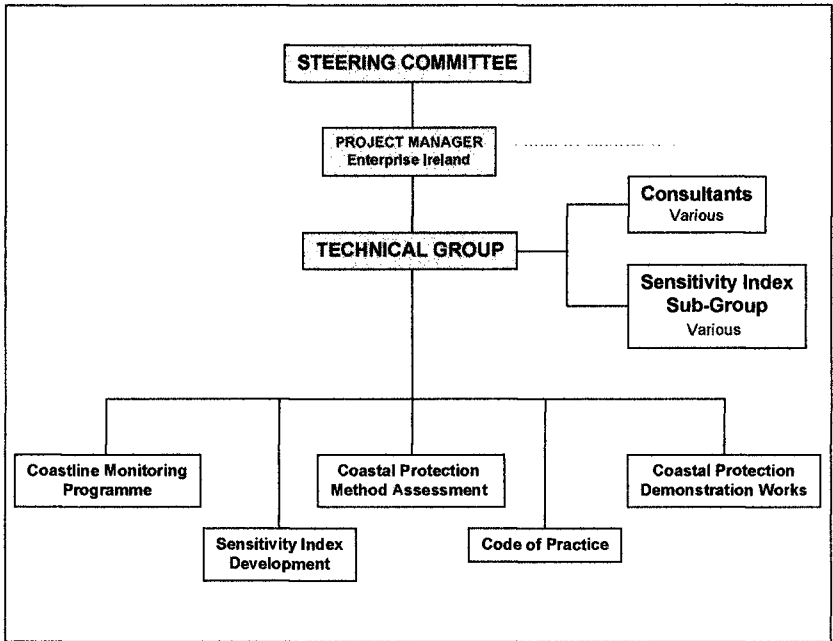 STEERING COMMITTEE
PROJECT MANAGER
Enterprise Ireland
Consultants
Various
TECHNICAL GROUP
Sensitivity Index
Sub-Group
Various
Coastline Monitoring
Programme
Coastal Protection
Method Assessment
Coastal Protection
Demonstration Works
Sensitivity Index
Development
Code of Practice